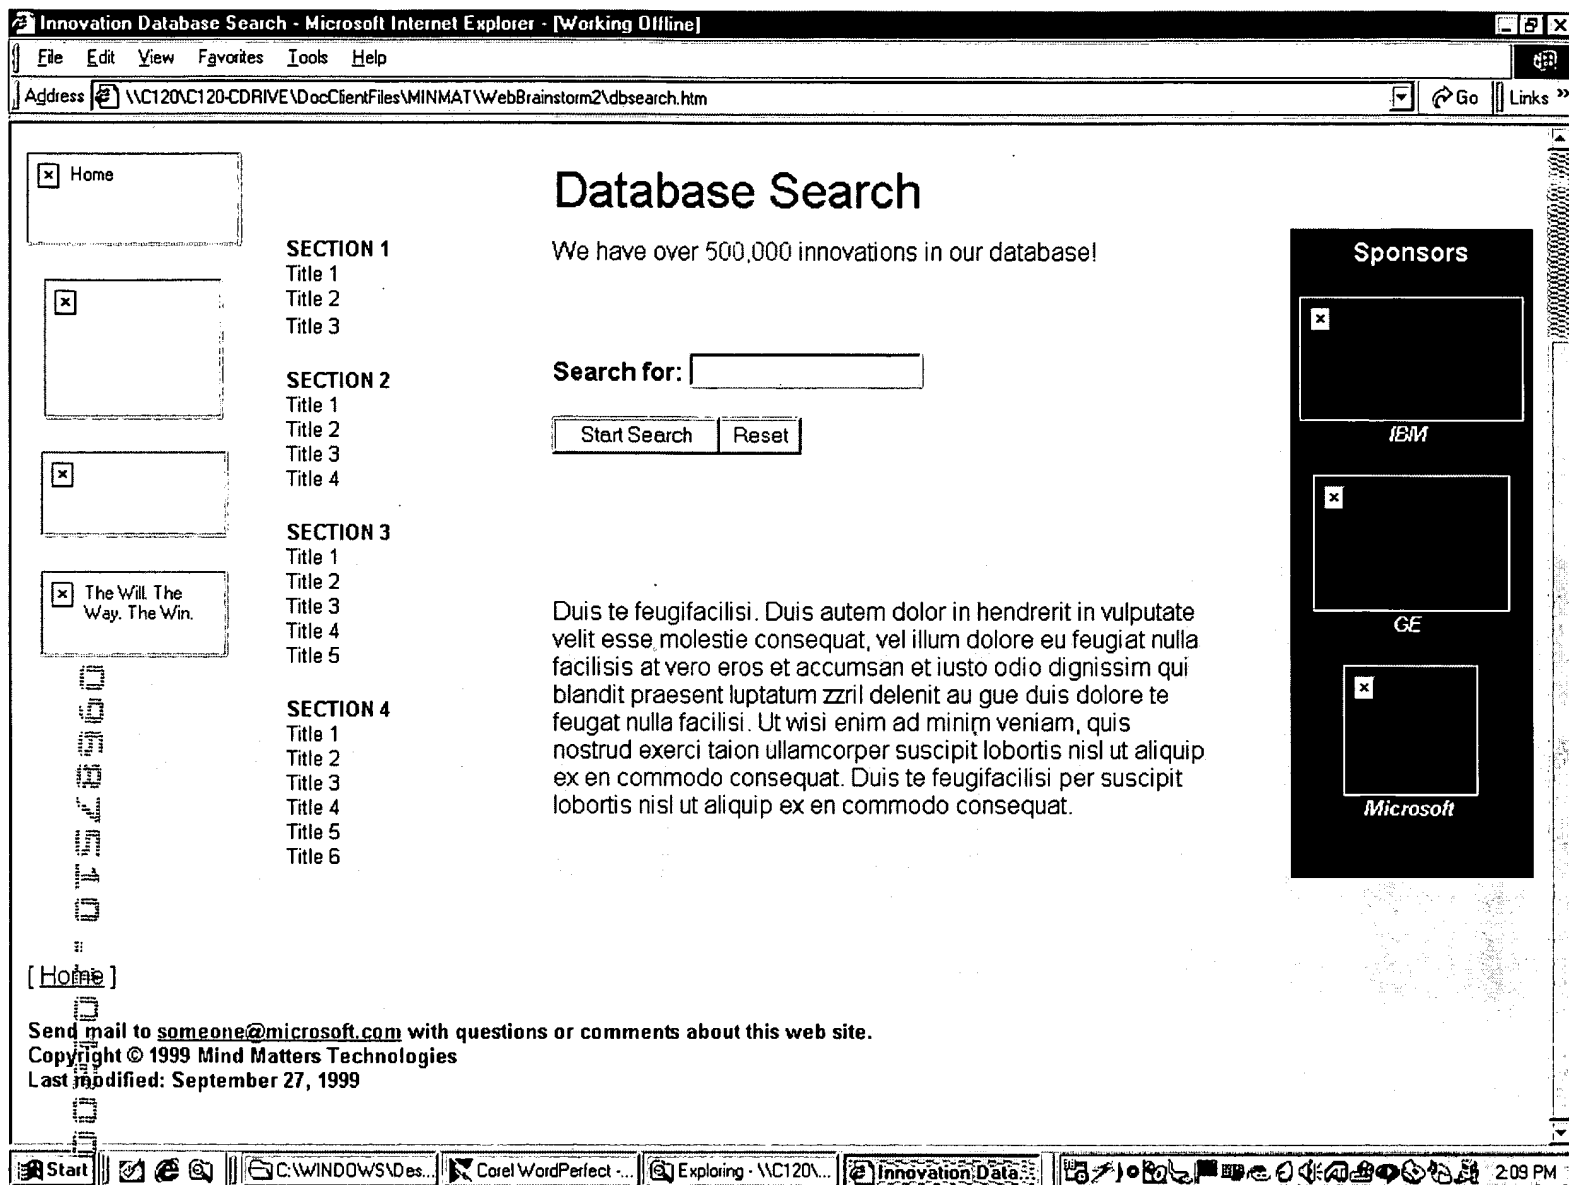 Innovation Database Search - Microsoft Internet Explorer - [Working Offline]
File Edit View Favorites Tools Help
Address \\C120\C120-CDRIVE\DocClientFiles\MINMAT\WebBrainstorm2\dbsearch.htm Go Links »
Home
The Will. The
Way. The Win.
SECTION 1
Title 1
Title 2
Title 3
SECTION 2
Title 1
Title 2
Title 3
Title 4
SECTION 3
Title 1
Title 2
Title 3
Title 4
Title 5
SECTION 4
Title 1
Title 2
Title 3
Title 4
Title 5
Title 6
Database Search
We have over 500,000 innovations in our database!
Search for:
Start Search Reset
Duis te feugifacilisi. Duis autem dolor in hendrerit in vulputate
velit esse molestie consequat, vel illum dolore eu feugiat nulla
facilisis at vero eros et accumsan et iusto odio dignissim qui
blandit praesent luptatum zzril delenit au gue duis dolore te
feugat nulla facilisi. Ut wisi enim ad minim veniam, quis
nostrud exerci taion ullamcorper suscipit lobortis nisl ut aliquip
ex en commodo consequat. Duis te feugifacilisi per suscipit
lobortis nisl ut aliquip ex en commodo consequat.
Sponsors
IBM
GE
Microsoft
09687510
[ Home ]
Send mail to someone@microsoft.com with questions or comments about this web site.
Copyright © 1999 Mind Matters Technologies
Last modified: September 27, 1999
Start C:\WINDOWS\Des... Corel WordPerfect -... Exploring - \\C120\... Innovation Data... 2:09 PM